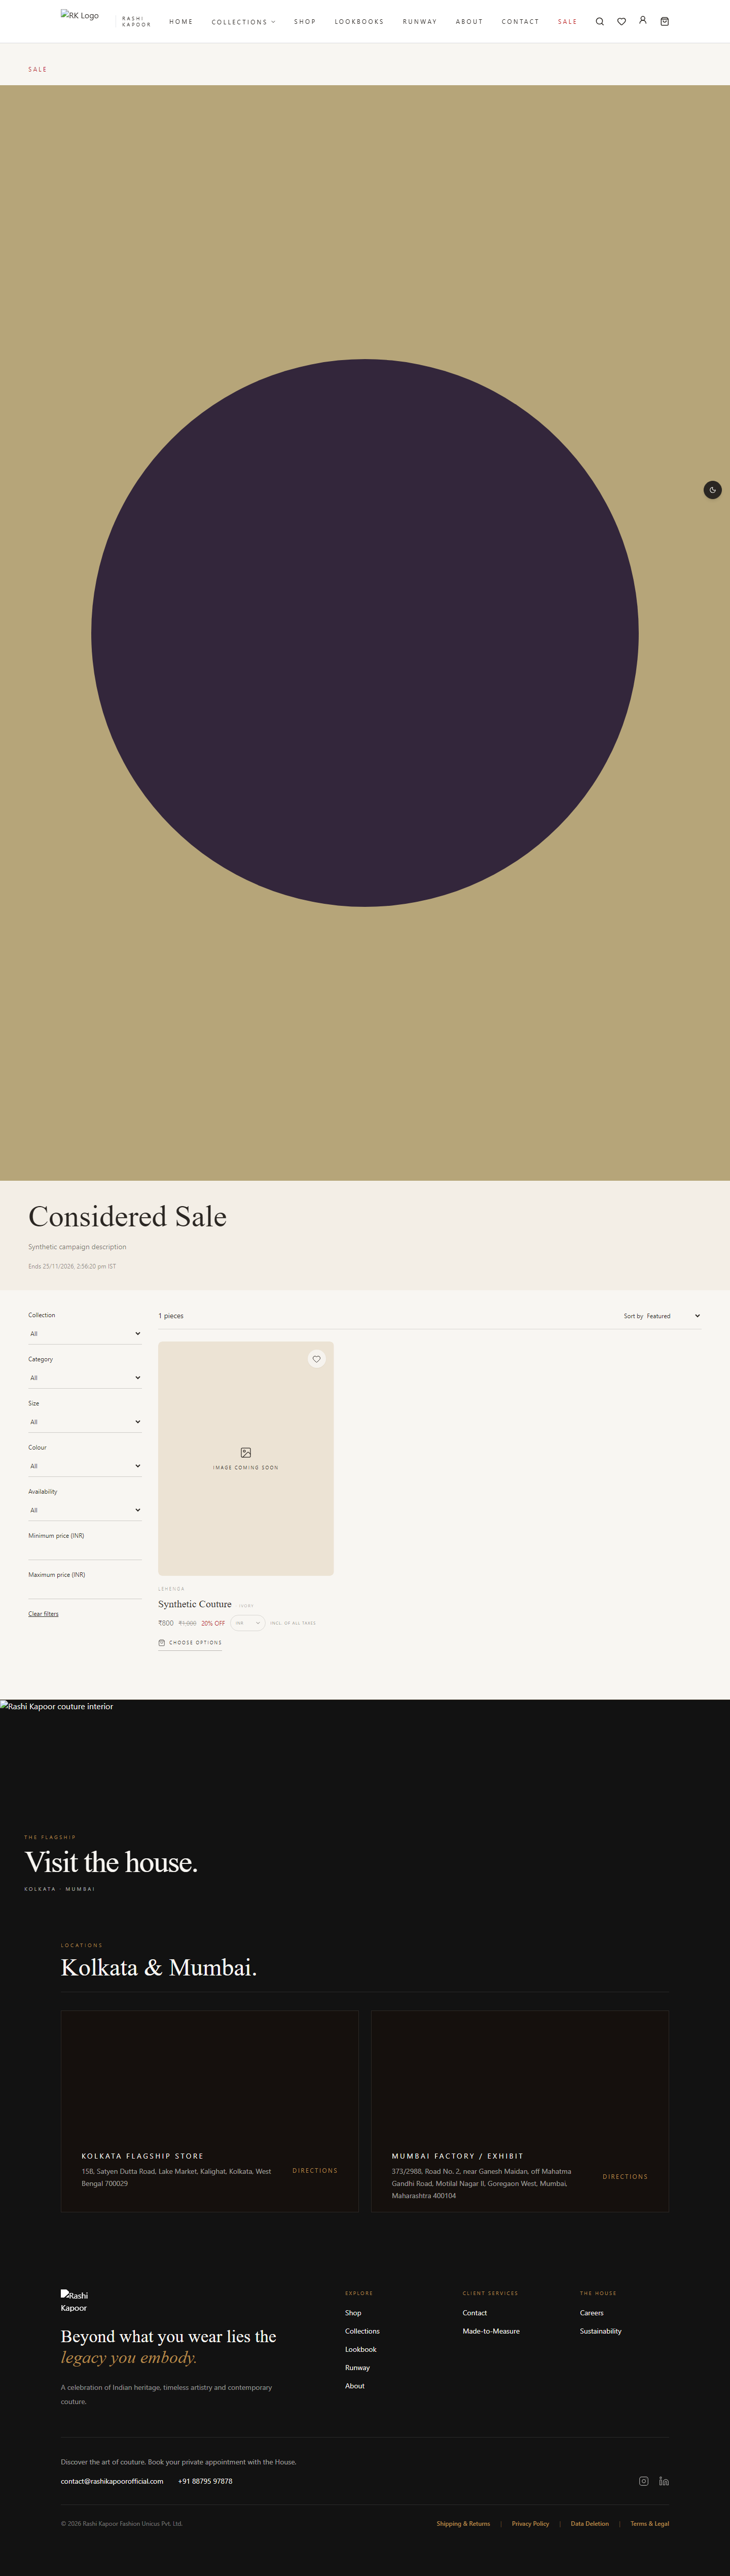 RK Logo
RASHI
KAPOOR
HOME
COLLECTIONS
SHOP
LOOKBOOKS
RUNWAY
ABOUT
CONTACT
SALE
SALE
Considered Sale
Synthetic campaign description
Ends 25/11/2026, 2:56:20 pm IST
Collection
All
Category
All
Size
All
Colour
All
Availability
All
Minimum price (INR)
Maximum price (INR)
Clear filters
1 pieces
Sort by Featured
IMAGE COMING SOON
LEHENGA
Synthetic Couture · IVORY
₹800 ₹1,000 20% OFF INR INCL. OF ALL TAXES
CHOOSE OPTIONS
Rashi Kapoor couture interior
THE FLAGSHIP
Visit the house.
KOLKATA · MUMBAI
LOCATIONS
Kolkata & Mumbai.
KOLKATA FLAGSHIP STORE
15B, Satyen Dutta Road, Lake Market, Kalighat, Kolkata, West
Bengal 700029
DIRECTIONS
MUMBAI FACTORY / EXHIBIT
373/2988, Road No. 2, near Ganesh Maidan, off Mahatma
Gandhi Road, Motilal Nagar II, Goregaon West, Mumbai,
Maharashtra 400104
DIRECTIONS
Rashi
Kapoor
Beyond what you wear lies the
legacy you embody.
A celebration of Indian heritage, timeless artistry and contemporary
couture.
EXPLORE
Shop
Collections
Lookbook
Runway
About
CLIENT SERVICES
Contact
Made-to-Measure
THE HOUSE
Careers
Sustainability
Discover the art of couture. Book your private appointment with the House.
contact@rashikapoorofficial.com +91 88795 97878
© 2026 Rashi Kapoor Fashion Unicus Pvt. Ltd.
Shipping & Returns | Privacy Policy | Data Deletion | Terms & Legal